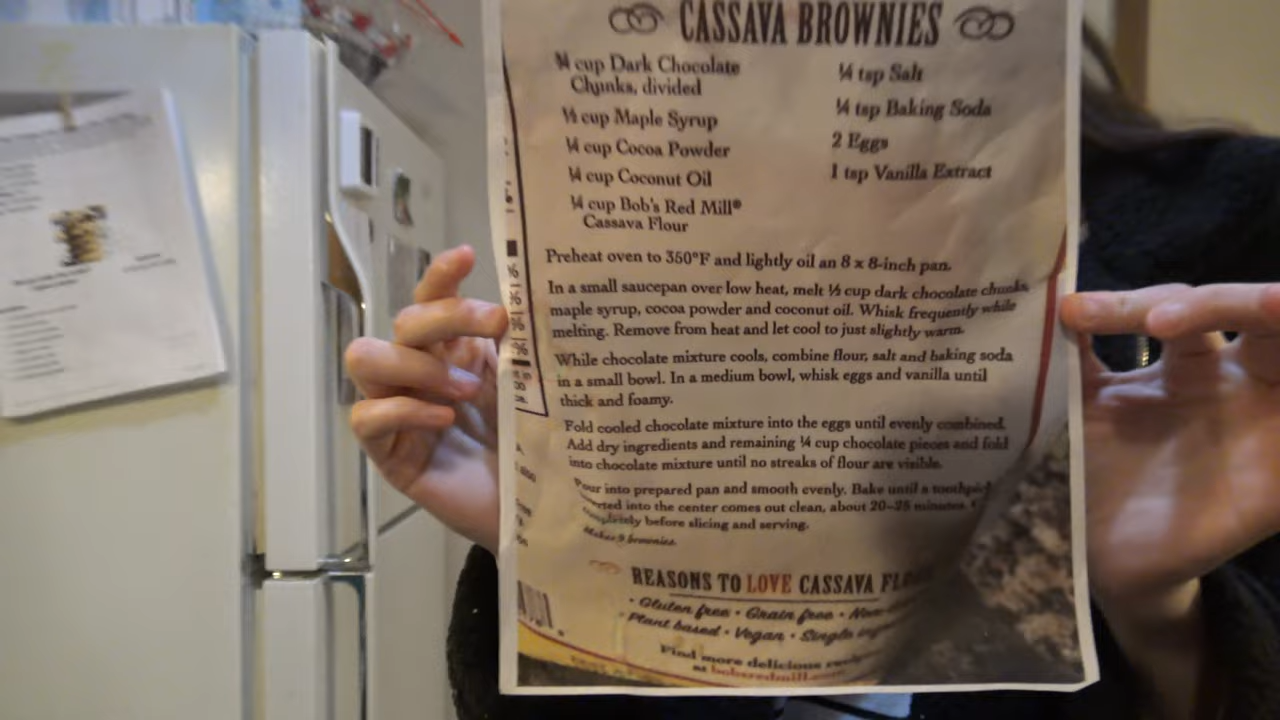 CASSAVA BROWNIES
¾ cup Dark Chocolate
Chunks, divided
½ cup Maple Syrup
¼ cup Cocoa Powder
¼ cup Coconut Oil
¼ cup Bob's Red Mill®
Cassava Flour
¼ tsp Salt
¼ tsp Baking Soda
2 Eggs
1 tsp Vanilla Extract
Preheat oven to 350°F and lightly oil an 8 x 8-inch pan.
In a small saucepan over low heat, melt ½ cup dark chocolate chunks,
maple syrup, cocoa powder and coconut oil. Whisk frequently while
melting. Remove from heat and let cool to just slightly warm.
While chocolate mixture cools, combine flour, salt and baking soda
in a small bowl. In a medium bowl, whisk eggs and vanilla until
thick and foamy.
Fold cooled chocolate mixture into the eggs until evenly combined.
Add dry ingredients and remaining ¼ cup chocolate pieces and fold
into chocolate mixture until no streaks of flour are visible.
Pour into prepared pan and smooth evenly. Bake until a toothpick
into the center comes out clean, about 20–25 minutes.
completely before slicing and serving.
Makes 9 brownies.
REASONS TO LOVE CASSAVA
• Gluten free • Grain free •
• Plant based • Vegan •
Find more delicious
at bobsredmill.com